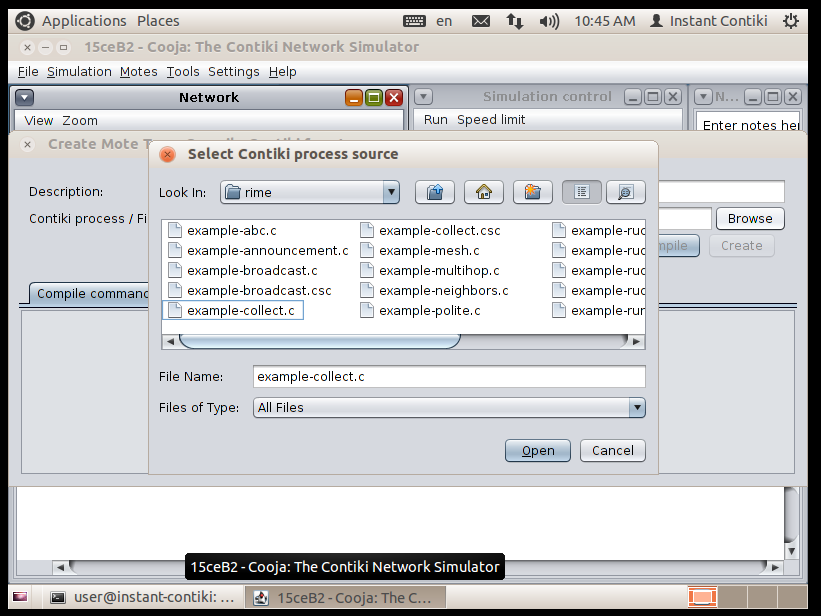 Applications Places en 10:45 AM Instant Contiki
15ceB2 - Cooja: The Contiki Network Simulator
File Simulation Motes Tools Settings Help
Network Simulation control N...
View Zoom Run Speed limit Enter notes her
Create Mote
Select Contiki process source
Description:
Look In: rime
Contiki process / Fi Browse
example-abc.c example-collect.csc example-ruc
example-announcement.c example-mesh.c example-ruc
mpile Create
example-broadcast.c example-multihop.c example-ruc
example-broadcast.csc example-neighbors.c example-ruc
Compile command
example-collect.c example-polite.c example-rur
File Name: example-collect.c
Files of Type: All Files
Open Cancel
15ceB2 - Cooja: The Contiki Network Simulator
user@instant-contiki: ... 15ceB2 - Cooja: The C...